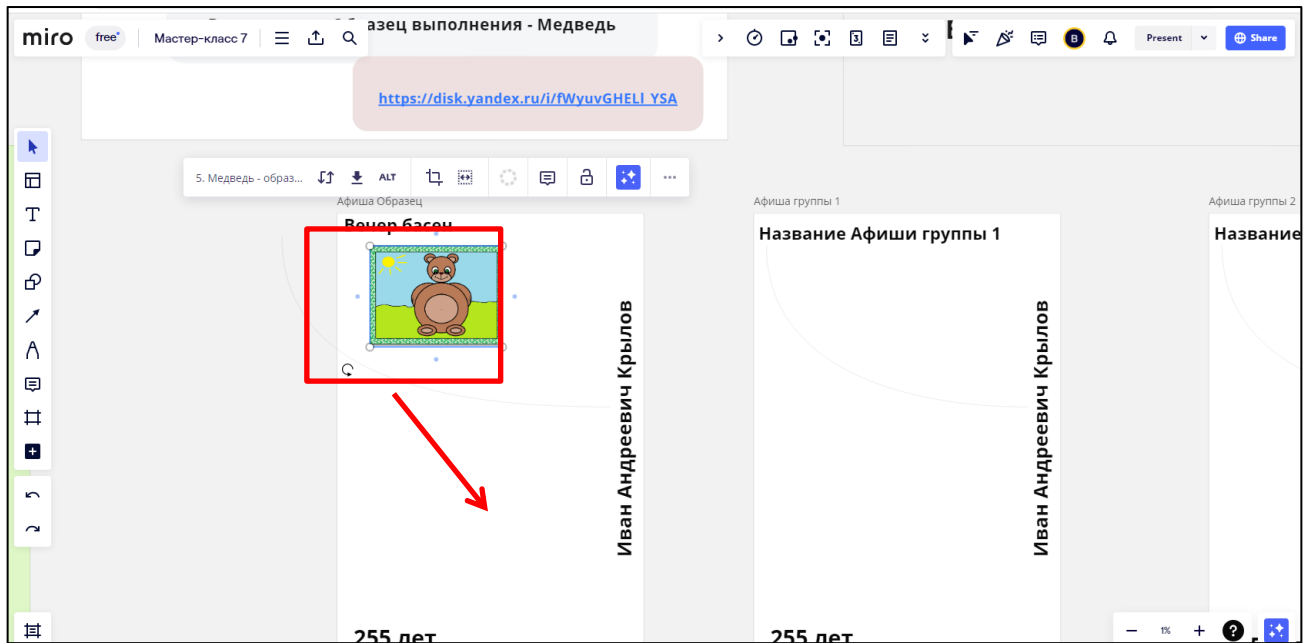 азец выполнения - Медведь
miro
free
Мастер-класс 7
3
B
Present
Share
https://disk.yandex.ru/i/fWyuvGHELl_YSA
5. Медведь - образ...
ALT
Афиша Образец
Вечер басен
Иван Андреевич Крылов
255 лет
Афиша группы 1
Название Афиши группы 1
Иван Андреевич Крылов
255 лет
Афиша группы 2
Название
1%
?